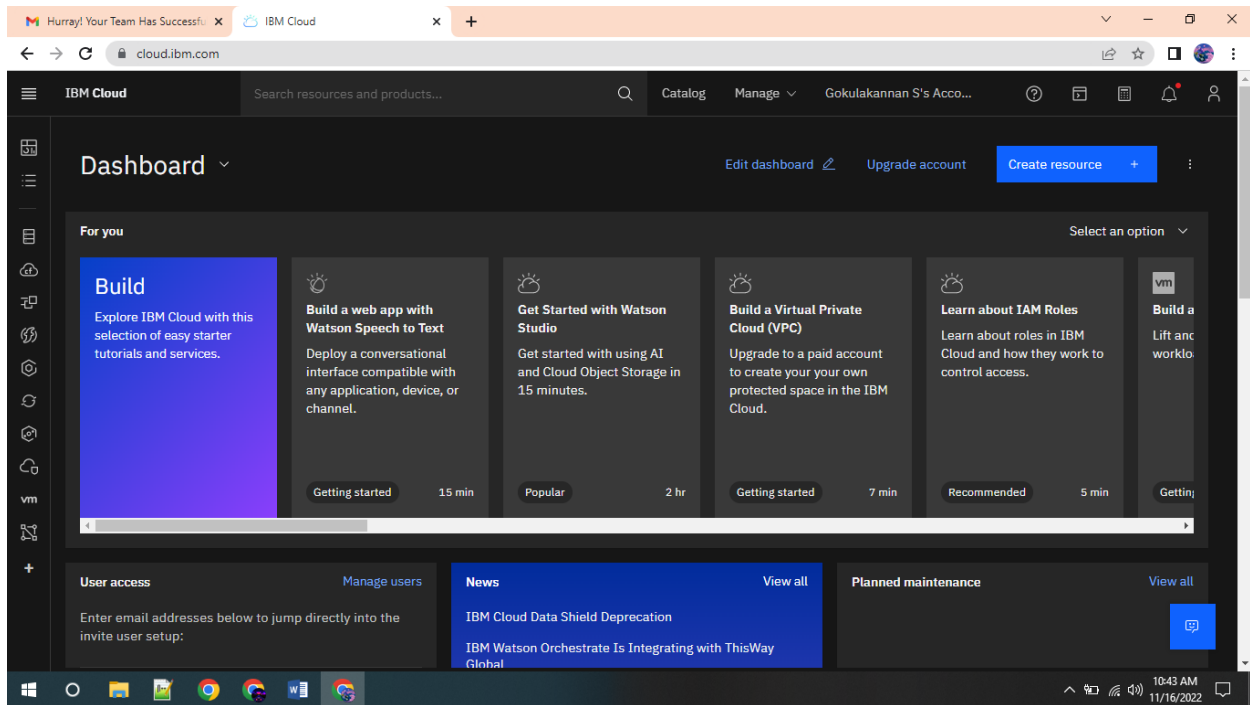 Hurray! Your Team Has Successfu
IBM Cloud
cloud.ibm.com
IBM Cloud
Search resources and products...
Catalog
Manage
Gokulakannan S's Acco...
Dashboard
Edit dashboard
Upgrade account
Create resource +
For you
Select an option
Build
Explore IBM Cloud with this
selection of easy starter
tutorials and services.
Build a web app with
Watson Speech to Text
Deploy a conversational
interface compatible with
any application, device, or
channel.
Getting started
15 min
Get Started with Watson
Studio
Get started with using AI
and Cloud Object Storage in
15 minutes.
Popular
2 hr
Build a Virtual Private
Cloud (VPC)
Upgrade to a paid account
to create your your own
protected space in the IBM
Cloud.
Getting started
7 min
Learn about IAM Roles
Learn about roles in IBM
Cloud and how they work to
control access.
Recommended
5 min
vm
Build a
Lift and
worklo
Getting
vm
User access
Manage users
Enter email addresses below to jump directly into the
invite user setup:
News
View all
IBM Cloud Data Shield Deprecation
IBM Watson Orchestrate Is Integrating with ThisWay
Global
Planned maintenance
View all
10:43 AM
11/16/2022